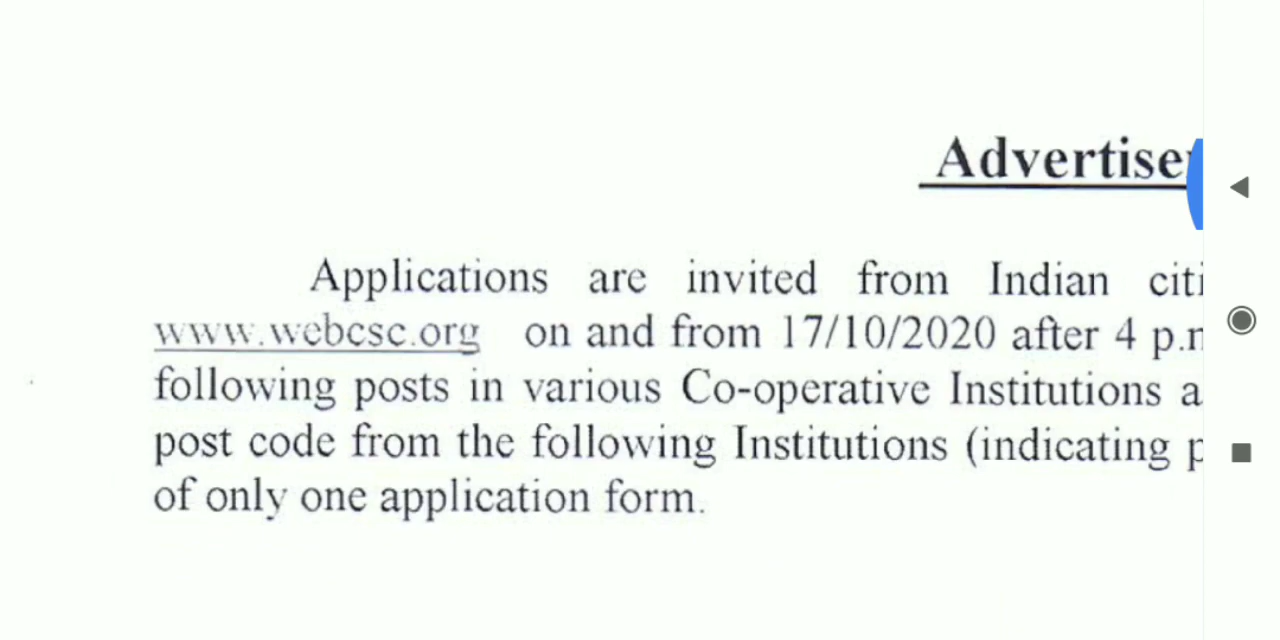 Advertise
Applications are invited from Indian citi
www.webcsc.org on and from 17/10/2020 after 4 p.
following posts in various Co-operative Institutions a
post code from the following Institutions (indicating p
of only one application form.